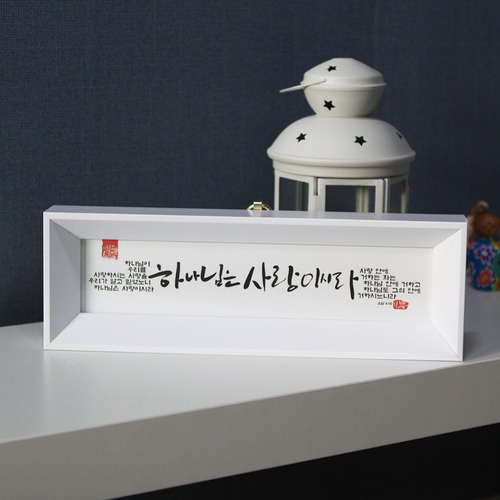 하나님이
우리를
사랑하시는 사랑을
우리가 알고 믿었노니
하나님은 사랑이시라
하나님은 사랑이시라
사랑 안에
거하는 자는
하나님 안에 거하고
하나님도 그의 안에
거하시느니라